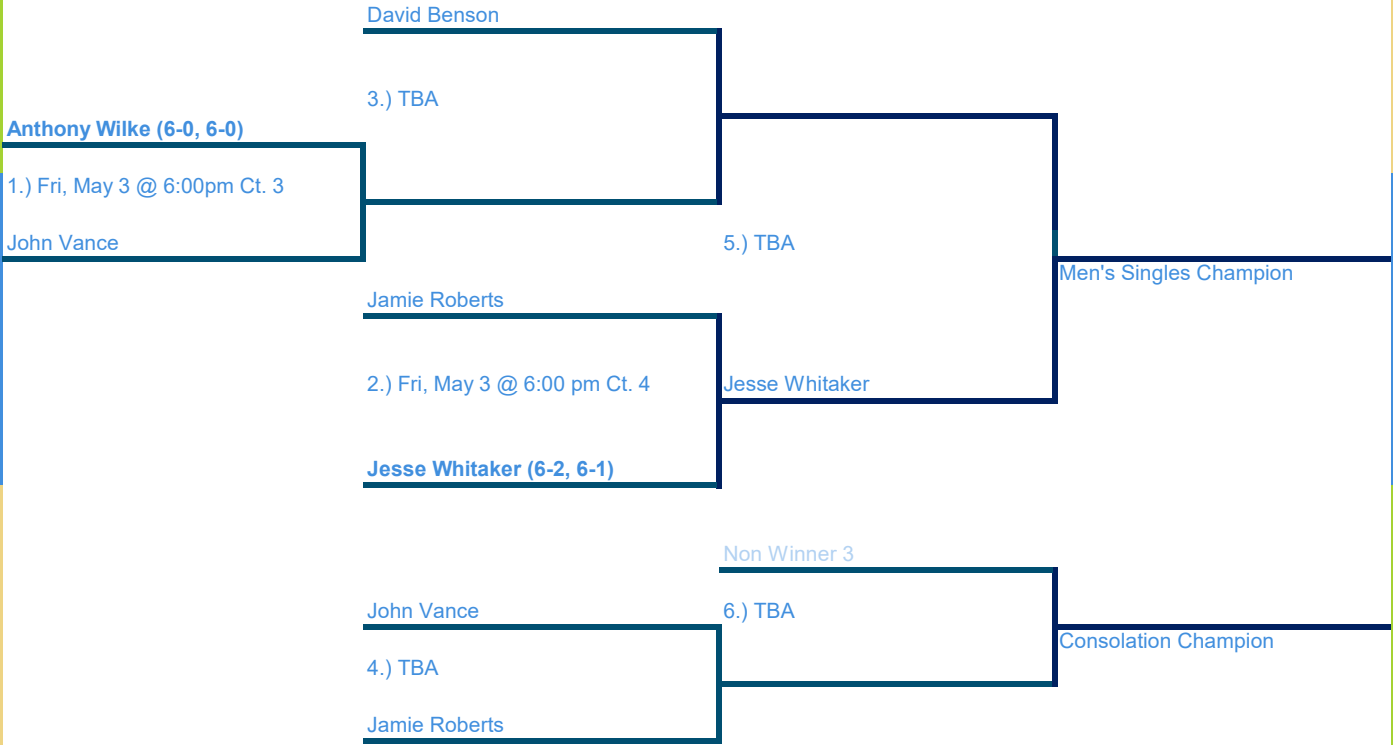 David Benson
3.) TBA
Anthony Wilke (6-0, 6-0)
1.) Fri, May 3 @ 6:00pm Ct. 3
John Vance
5.) TBA
Men's Singles Champion
Jamie Roberts
2.) Fri, May 3 @ 6:00 pm Ct. 4
Jesse Whitaker
Jesse Whitaker (6-2, 6-1)
Non Winner 3
John Vance
6.) TBA
Consolation Champion
4.) TBA
Jamie Roberts